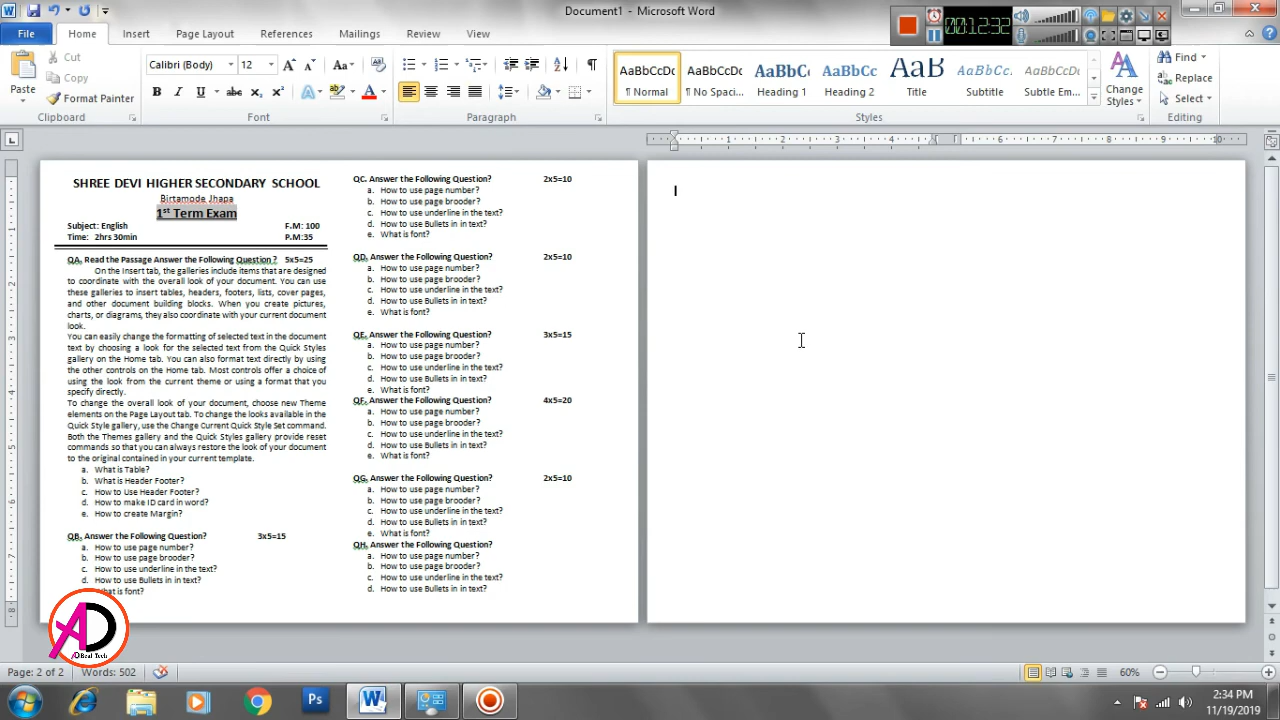 Document1 - Microsoft Word
00:12:32
File Home Insert Page Layout References Mailings Review View
Paste
Cut
Copy
Format Painter
Clipboard
Calibri (Body) 12
Font
Paragraph
AaBbCcDc AaBbCcDc AaBbC AaBbCc AaB AaBbCc. AaBbCcDc
¶ Normal ¶ No Spaci... Heading 1 Heading 2 Title Subtitle Subtle Em...
Change Styles
Styles
Find
Replace
Select
Editing
1 2 3 4 5 6 7 8 9 10
SHREE DEVI HIGHER SECONDARY SCHOOL
Birtamode Jhapa
1st Term Exam
Subject: English F.M: 100
Time: 2hrs 30min P.M:35
QA. Read the Passage Answer the Following Question? 5x5=25
On the Insert tab, the galleries include items that are designed
to coordinate with the overall look of your document. You can use
these galleries to insert tables, headers, footers, lists, cover pages,
and other document building blocks. When you create pictures,
charts, or diagrams, they also coordinate with your current document
look.
You can easily change the formatting of selected text in the document
text by choosing a look for the selected text from the Quick Styles
gallery on the Home tab. You can also format text directly by using
the other controls on the Home tab. Most controls offer a choice of
using the look from the current theme or using a format that you
specify directly.
To change the overall look of your document, choose new Theme
elements on the Page Layout tab. To change the looks available in the
Quick Style gallery, use the Change Current Quick Style Set command.
Both the Themes gallery and the Quick Styles gallery provide reset
commands so that you can always restore the look of your document
to the original contained in your current template.
a. What is Table?
b. What is Header Footer?
c. How to Use Header Footer?
d. How to make ID card in word?
e. How to create Margin?
QB. Answer the Following Question? 3x5=15
a. How to use page number?
b. How to use page brooder?
c. How to use underline in the text?
d. How to use Bullets in in text?
What is font?
QC. Answer the Following Question? 2x5=10
a. How to use page number?
b. How to use page brooder?
c. How to use underline in the text?
d. How to use Bullets in in text?
e. What is font?
QD. Answer the Following Question? 2x5=10
a. How to use page number?
b. How to use page brooder?
c. How to use underline in the text?
d. How to use Bullets in in text?
e. What is font?
QE. Answer the Following Question? 3x5=15
a. How to use page number?
b. How to use page brooder?
c. How to use underline in the text?
d. How to use Bullets in in text?
e. What is font?
QF. Answer the Following Question? 4x5=20
a. How to use page number?
b. How to use page brooder?
c. How to use underline in the text?
d. How to use Bullets in in text?
e. What is font?
QG. Answer the Following Question? 2x5=10
a. How to use page number?
b. How to use page brooder?
c. How to use underline in the text?
d. How to use Bullets in in text?
e. What is font?
QH. Answer the Following Question?
a. How to use page number?
b. How to use page brooder?
c. How to use underline in the text?
d. How to use Bullets in in text?
AD
Real Tech
Page: 2 of 2 Words: 502 60%
Ps
2:34 PM
11/19/2019